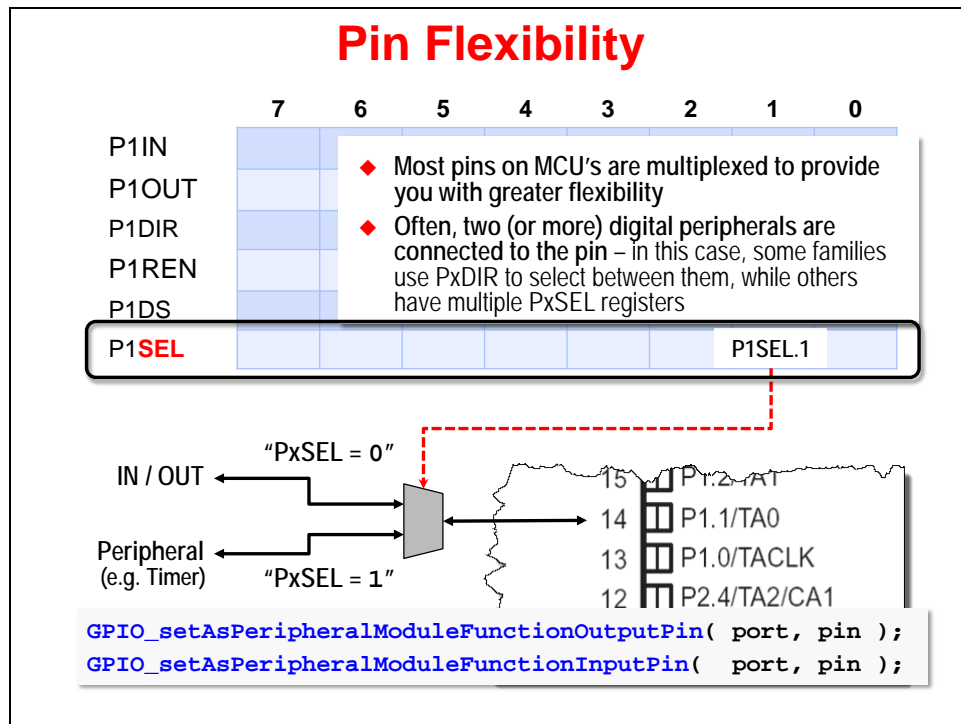 Pin Flexibility
7 6 5 4 3 2 1 0
P1IN
P1OUT
P1DIR
P1REN
P1DS
P1SEL
◆ Most pins on MCU's are multiplexed to provide
you with greater flexibility
◆ Often, two (or more) digital peripherals are
connected to the pin – in this case, some families
use PxDIR to select between them, while others
have multiple PxSEL registers
P1SEL.1
"PxSEL = 0"
IN / OUT
Peripheral
(e.g. Timer)
"PxSEL = 1"
15 P1.2/TA1
14 P1.1/TA0
13 P1.0/TACLK
12 P2.4/TA2/CA1
GPIO_setAsPeripheralModuleFunctionOutputPin( port, pin );
GPIO_setAsPeripheralModuleFunctionInputPin( port, pin );